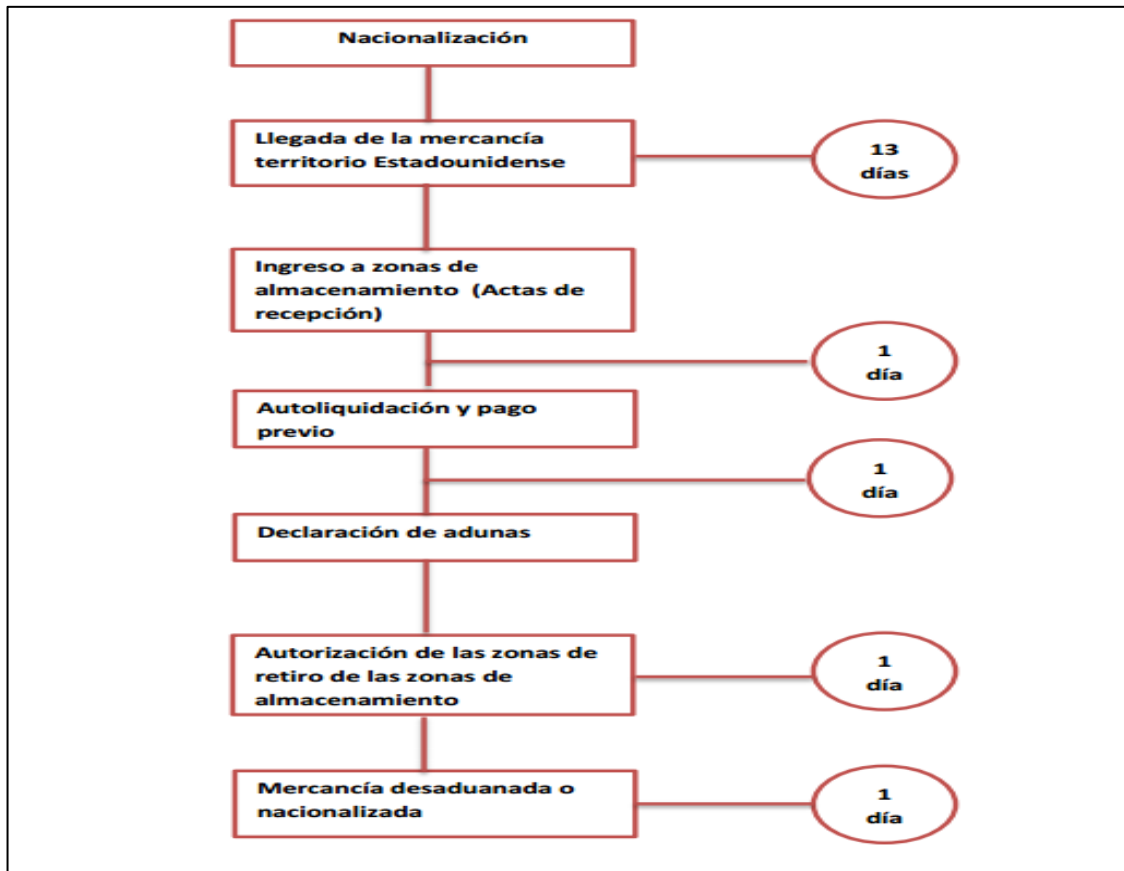 Nacionalización
Llegada de la mercancía
territorio Estadounidense
13
días
Ingreso a zonas de
almacenamiento (Actas de
recepción)
1
día
Autoliquidación y pago
previo
1
día
Declaración de adunas
Autorización de las zonas de
retiro de las zonas de
almacenamiento
1
día
Mercancía desaduanada o
nacionalizada
1
día